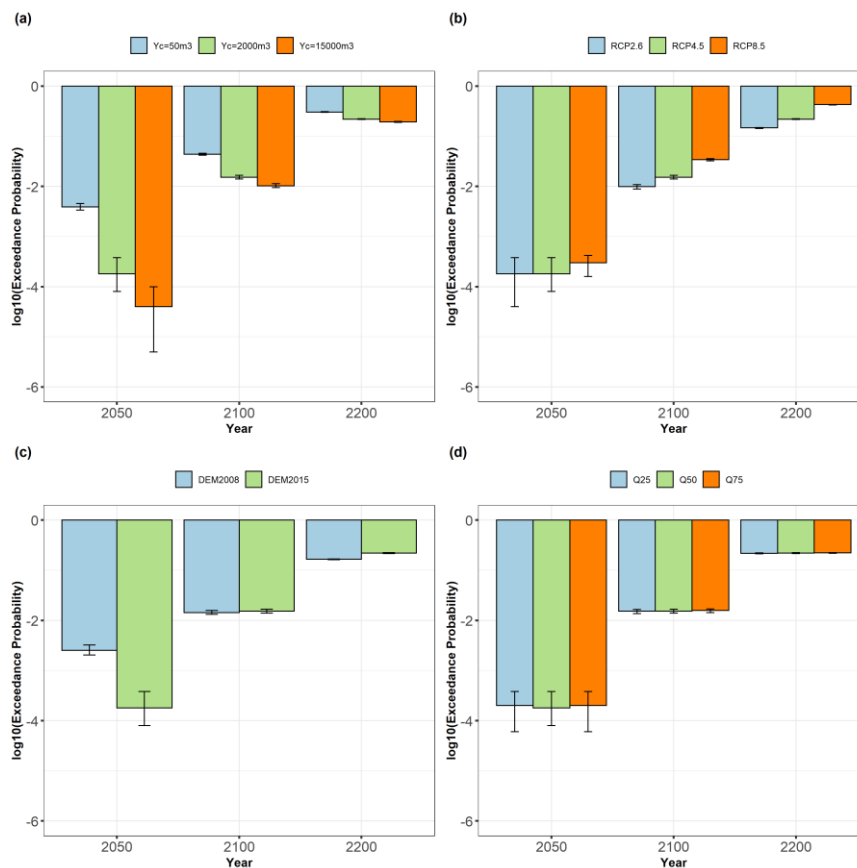 (a)
Yc=50m3 Yc=2000m3 Yc=15000m3
log10(Exceedance Probability)
0
-2
-4
-6
2050 2100 2200
Year
(b)
RCP2.6 RCP4.5 RCP8.5
log10(Exceedance Probability)
0
-2
-4
-6
2050 2100 2200
Year
(c)
DEM2008 DEM2015
log10(Exceedance Probability)
0
-2
-4
-6
2050 2100 2200
Year
(d)
Q25 Q50 Q75
log10(Exceedance Probability)
0
-2
-4
-6
2050 2100 2200
Year